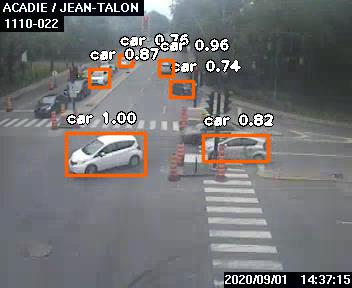 ACADIE / JEAN-TALON
1110-022
car 0.76
car 0.96
car 0.87
car 0.74
car 1.00
car 0.82
2020/09/01 14:37:15